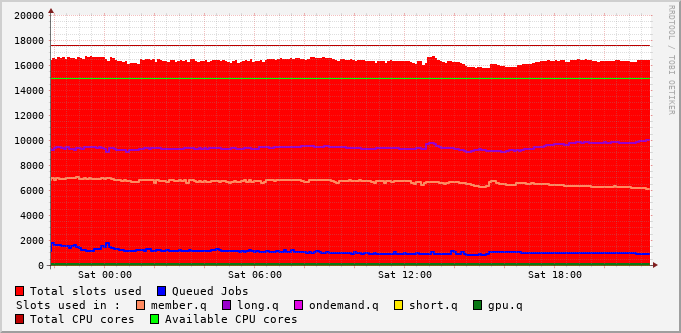 RRDTOOL / TOBI OETIKER
20000
18000
16000
14000
12000
10000
8000
6000
4000
2000
0
Sat 00:00 Sat 06:00 Sat 12:00 Sat 18:00
Total slots used Queued Jobs
Slots used in : member.q long.q ondemand.q short.q gpu.q
Total CPU cores Available CPU cores